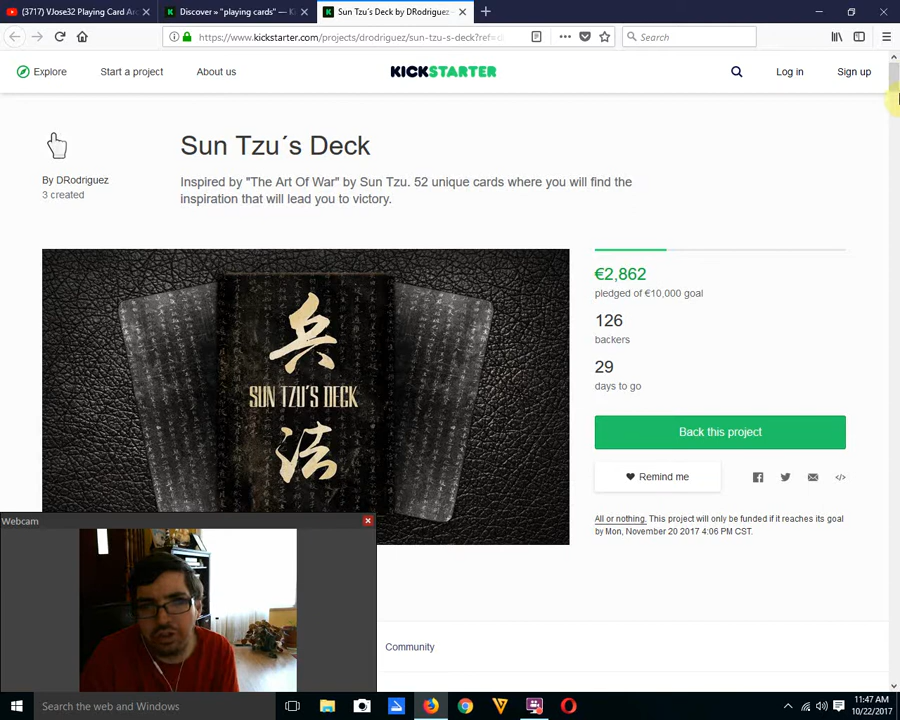 (3717) VJose32 Playing Card Arc
Discover » "playing cards" — Ki
Sun Tzu´s Deck by DRodriguez
https://www.kickstarter.com/projects/drodriguez/sun-tzu-s-deck?ref=d
Search
Explore
Start a project
About us
KICKSTARTER
Log in
Sign up
Sun Tzu´s Deck
By DRodriguez
3 created
Inspired by "The Art Of War" by Sun Tzu. 52 unique cards where you will find the
inspiration that will lead you to victory.
兵
SUN TZU'S DECK
法
€2,862
pledged of €10,000 goal
126
backers
29
days to go
Back this project
Remind me
All or nothing. This project will only be funded if it reaches its goal
by Mon, November 20 2017 4:06 PM CST.
Webcam
Community
Search the web and Windows
11:47 AM
10/22/2017